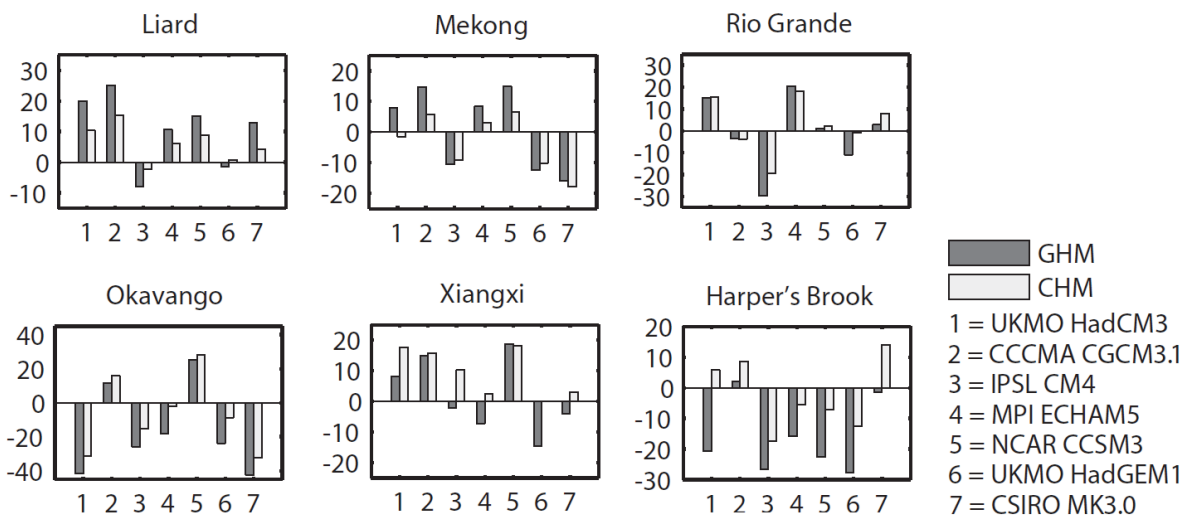 Liard
30
20
10
0
-10
1 2 3 4 5 6 7
Mekong
20
10
0
-10
-20
1 2 3 4 5 6 7
Rio Grande
30
20
10
0
-10
-20
-30
1 2 3 4 5 6 7
Okavango
40
20
0
-20
-40
1 2 3 4 5 6 7
Xiangxi
20
10
0
-10
-20
1 2 3 4 5 6 7
Harper's Brook
20
10
0
-10
-20
-30
1 2 3 4 5 6 7
GHM
CHM
1 = UKMO HadCM3
2 = CCCMA CGCM3.1
3 = IPSL CM4
4 = MPI ECHAM5
5 = NCAR CCSM3
6 = UKMO HadGEM1
7 = CSIRO MK3.0